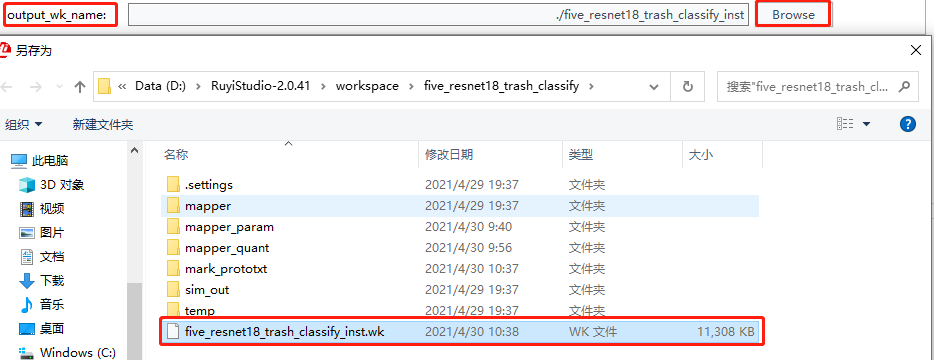 output_wk_name: ./five_resnet18_trash_classify_inst Browse
另存为
« Data (D:) › RuyiStudio-2.0.41 › workspace › five_resnet18_trash_classify › 搜索"five_resnet18_trash_cl...
组织 新建文件夹
此电脑 名称 修改日期 类型 大小
3D 对象 .settings 2021/4/29 19:37 文件夹
视频 mapper 2021/4/29 19:37 文件夹
图片 mapper_param 2021/4/30 9:40 文件夹
文档 mapper_quant 2021/4/30 9:56 文件夹
下载 mark_prototxt 2021/4/30 10:37 文件夹
音乐 sim_out 2021/4/29 19:37 文件夹
桌面 temp 2021/4/29 19:37 文件夹
Windows (C:) five_resnet18_trash_classify_inst.wk 2021/4/30 10:38 WK 文件 11,308 KB